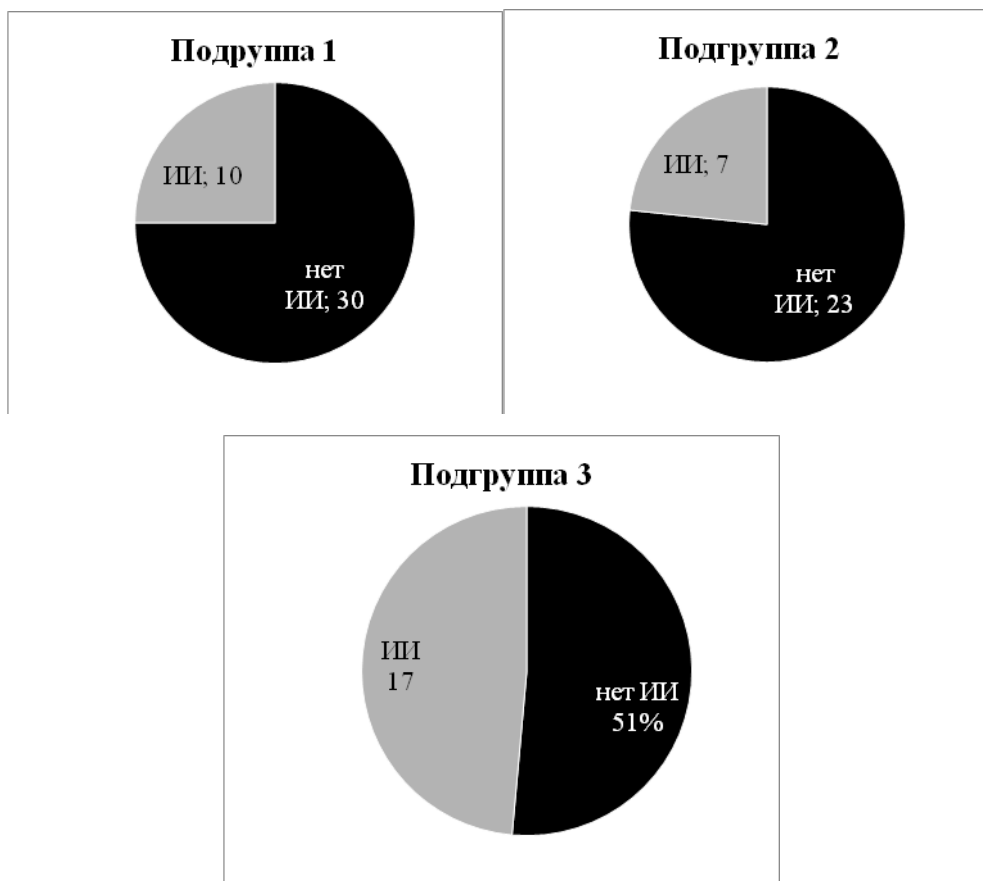 Подруппа 1
ИИ; 10
нет
ИИ; 30
Подгруппа 2
ИИ; 7
нет
ИИ; 23
Подгруппа 3
ИИ
17
нет ИИ
51%